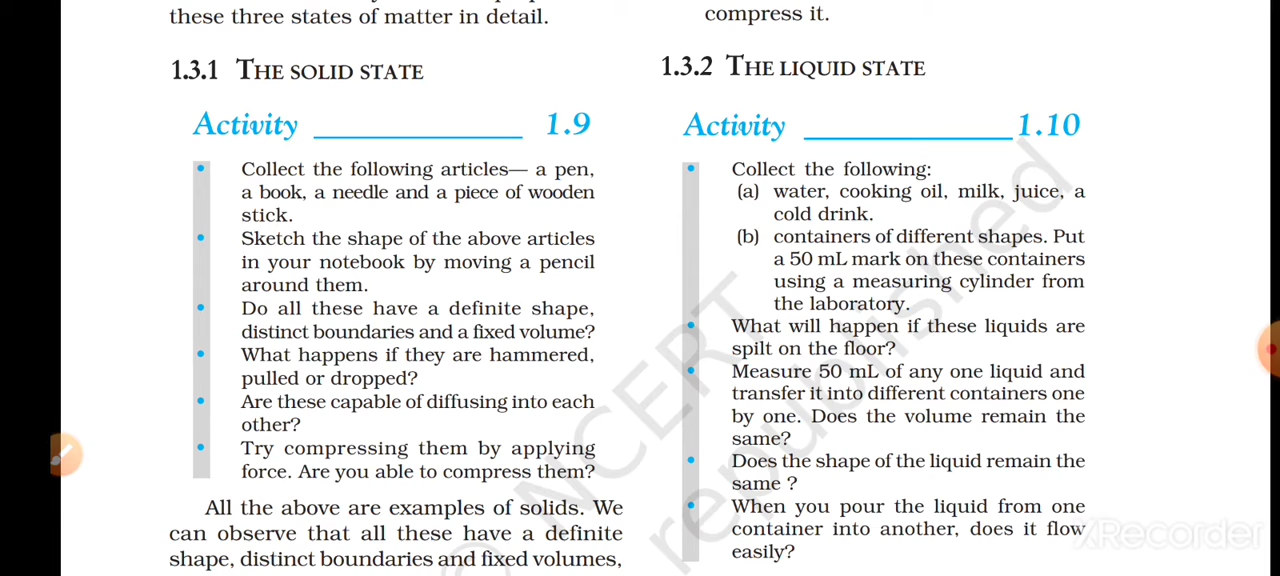 these three states of matter in detail.
1.3.1 THE SOLID STATE
Activity ____________ 1.9
• Collect the following articles— a pen,
a book, a needle and a piece of wooden
stick.
• Sketch the shape of the above articles
in your notebook by moving a pencil
around them.
• Do all these have a definite shape,
distinct boundaries and a fixed volume?
• What happens if they are hammered,
pulled or dropped?
• Are these capable of diffusing into each
other?
• Try compressing them by applying
force. Are you able to compress them?
All the above are examples of solids. We
can observe that all these have a definite
shape, distinct boundaries and fixed volumes,
compress it.
1.3.2 THE LIQUID STATE
Activity ____________ 1.10
• Collect the following:
(a) water, cooking oil, milk, juice, a
cold drink.
(b) containers of different shapes. Put
a 50 mL mark on these containers
using a measuring cylinder from
the laboratory.
• What will happen if these liquids are
spilt on the floor?
• Measure 50 mL of any one liquid and
transfer it into different containers one
by one. Does the volume remain the
same?
• Does the shape of the liquid remain the
same ?
• When you pour the liquid from one
container into another, does it flow
easily?
© NCERT
republished
XRecorder